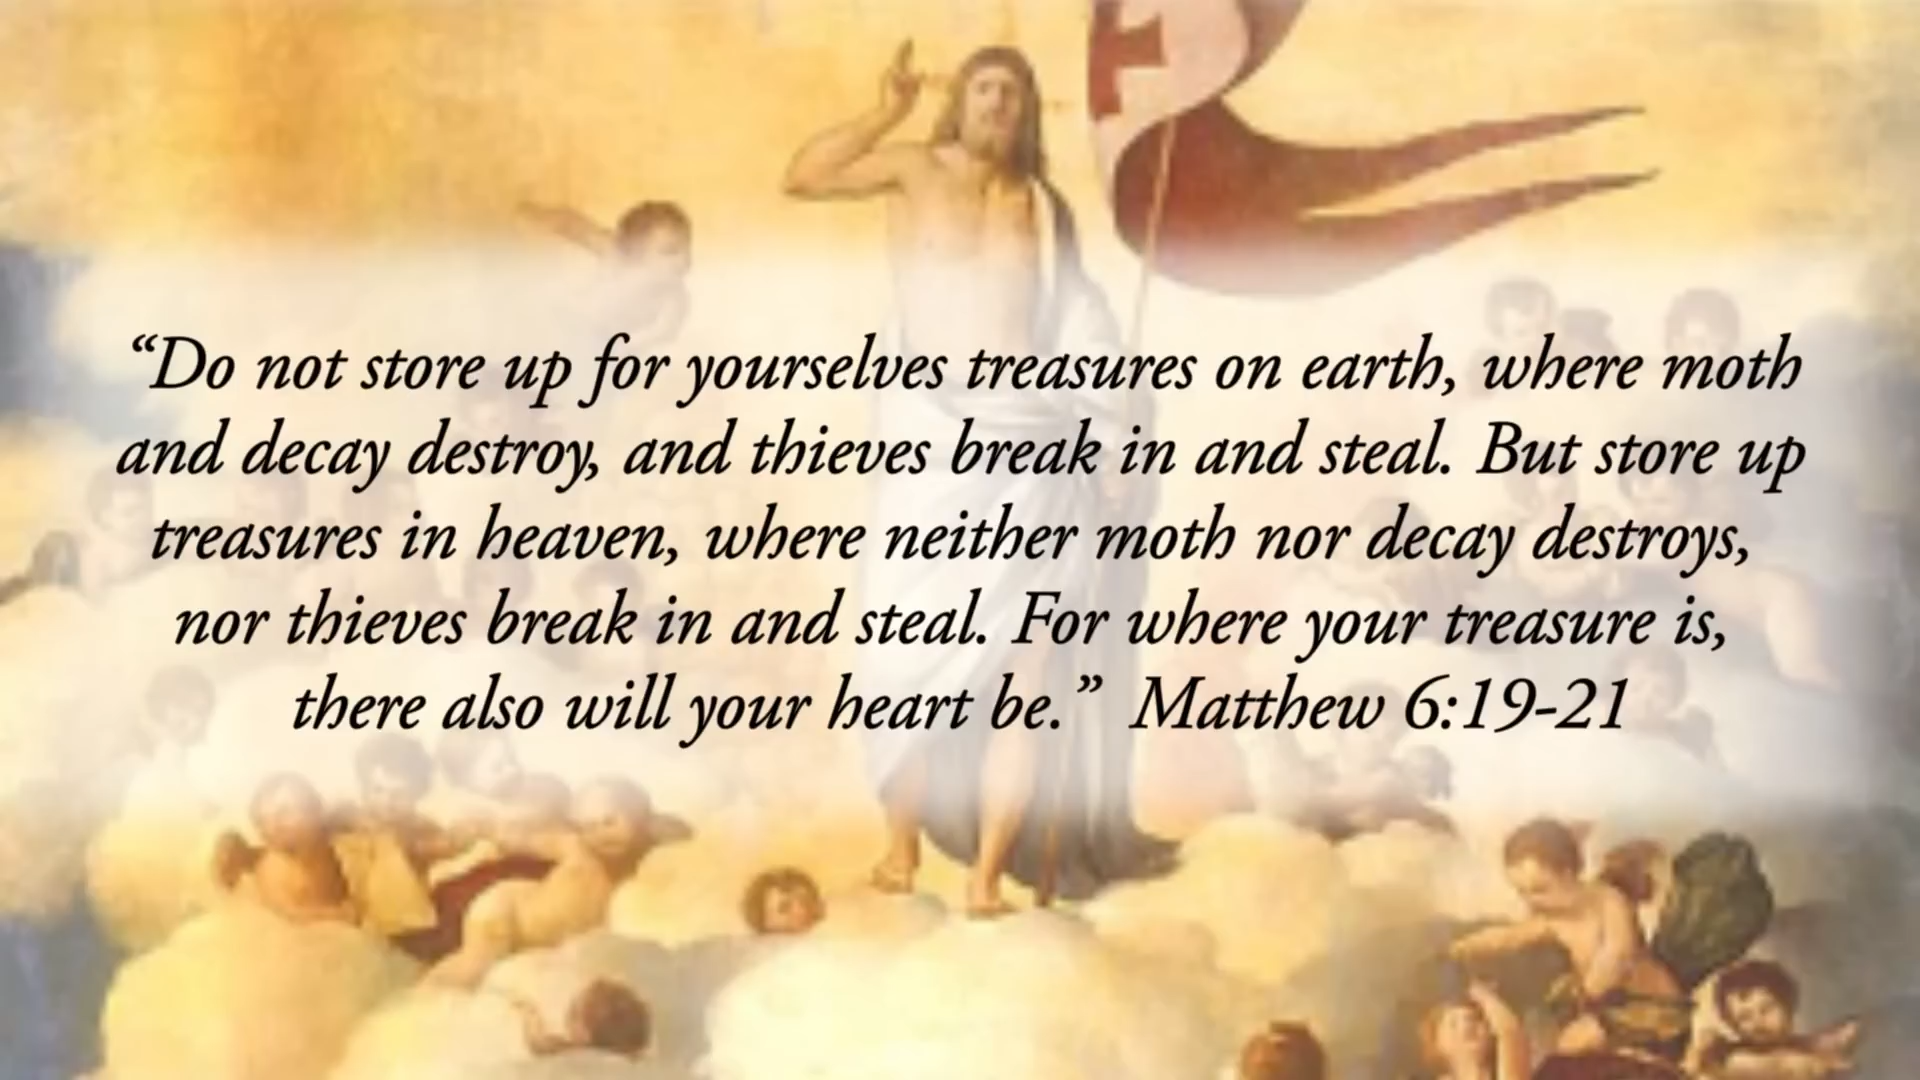 “Do not store up for yourselves treasures on earth, where moth
and decay destroy, and thieves break in and steal. But store up
treasures in heaven, where neither moth nor decay destroys,
nor thieves break in and steal. For where your treasure is,
there also will your heart be.” Matthew 6:19-21